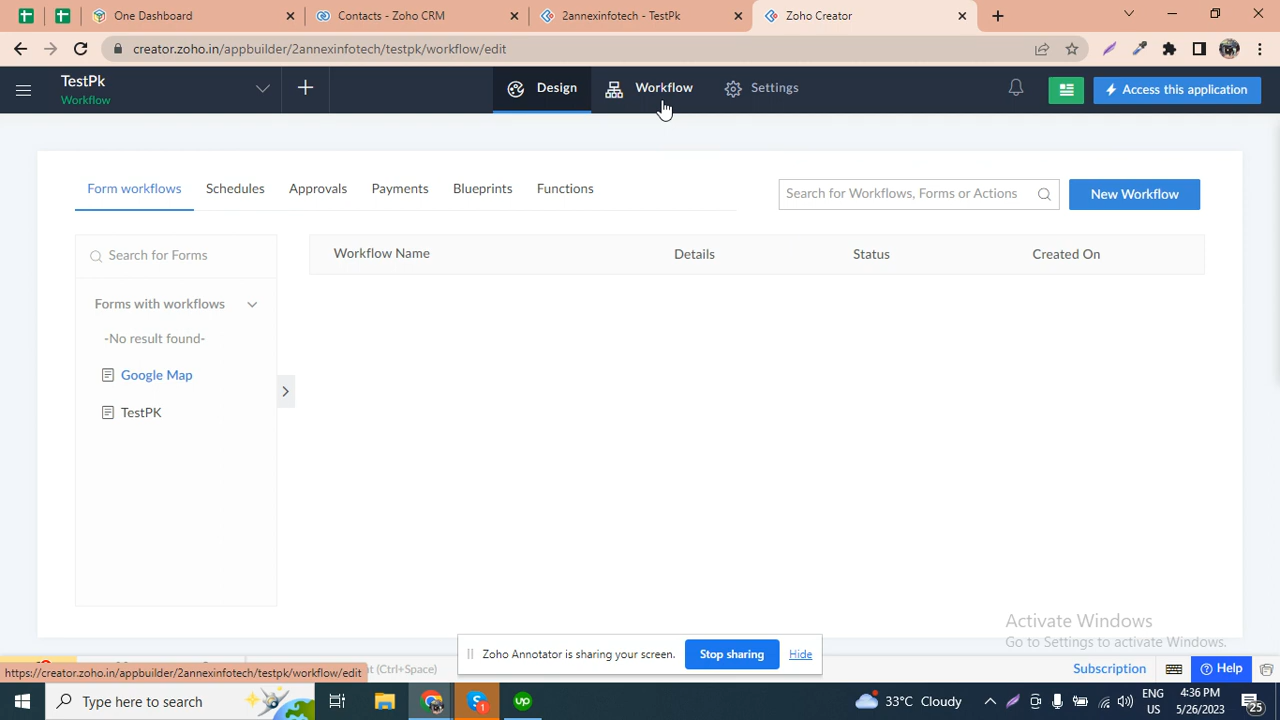 One Dashboard
Contacts - Zoho CRM
2annexinfotech - TestPk
Zoho Creator
creator.zoho.in/appbuilder/2annexinfotech/testpk/workflow/edit
TestPk
Workflow
Design
Workflow
Settings
Access this application
Form workflows
Schedules
Approvals
Payments
Blueprints
Functions
Search for Workflows, Forms or Actions
New Workflow
Search for Forms
Workflow Name
Details
Status
Created On
Forms with workflows
-No result found-
Google Map
TestPK
Activate Windows
Go to Settings to activate Windows.
Zoho Annotator is sharing your screen.
Stop sharing
Hide
https://creator.zoho.in/appbuilder/2annexinfotech/testpk/workflow/edit
(Ctrl+Space)
Subscription
Help
Type here to search
33°C Cloudy
ENG
US
4:36 PM
5/26/2023
25